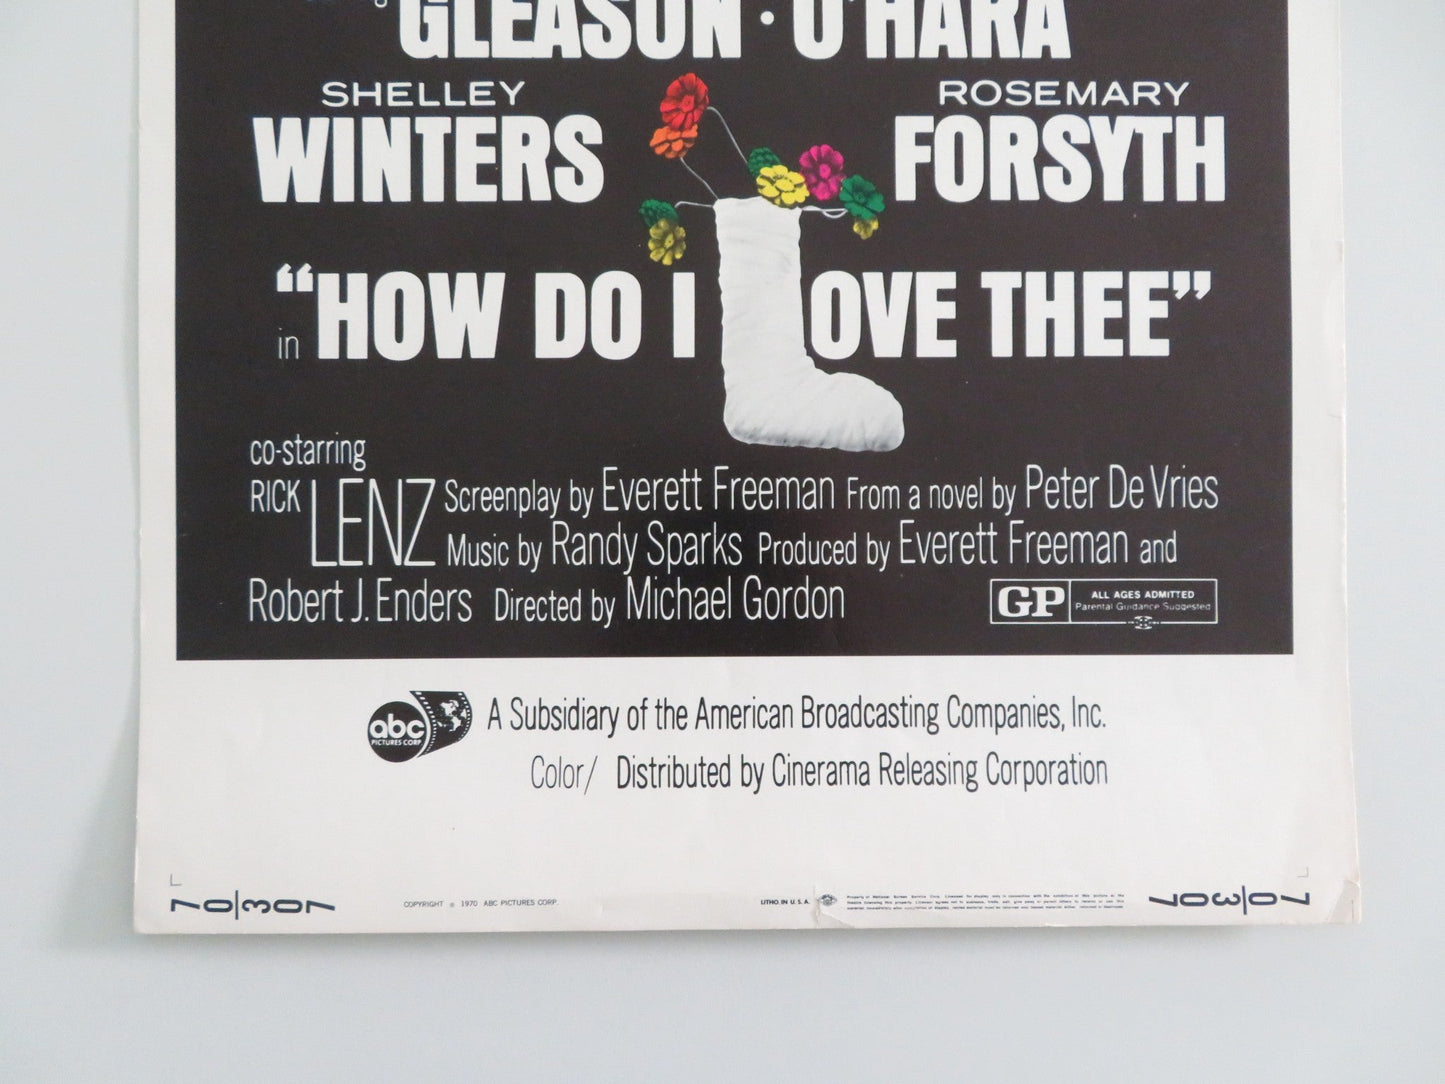 GLEASON · O'HARA
SHELLEY WINTERS
ROSEMARY FORSYTH
in "HOW DO I LOVE THEE"
co-starring
RICK LENZ Screenplay by Everett Freeman From a novel by Peter De Vries
Music by Randy Sparks Produced by Everett Freeman and
Robert J. Enders Directed by Michael Gordon
GP ALL AGES ADMITTED
Parental Guidance Suggested
abc PICTURES CORP. A Subsidiary of the American Broadcasting Companies, Inc.
Color/ Distributed by Cinerama Releasing Corporation
70|307 COPYRIGHT © 1970 ABC PICTURES CORP. LITHO. IN U.S.A. 70|307